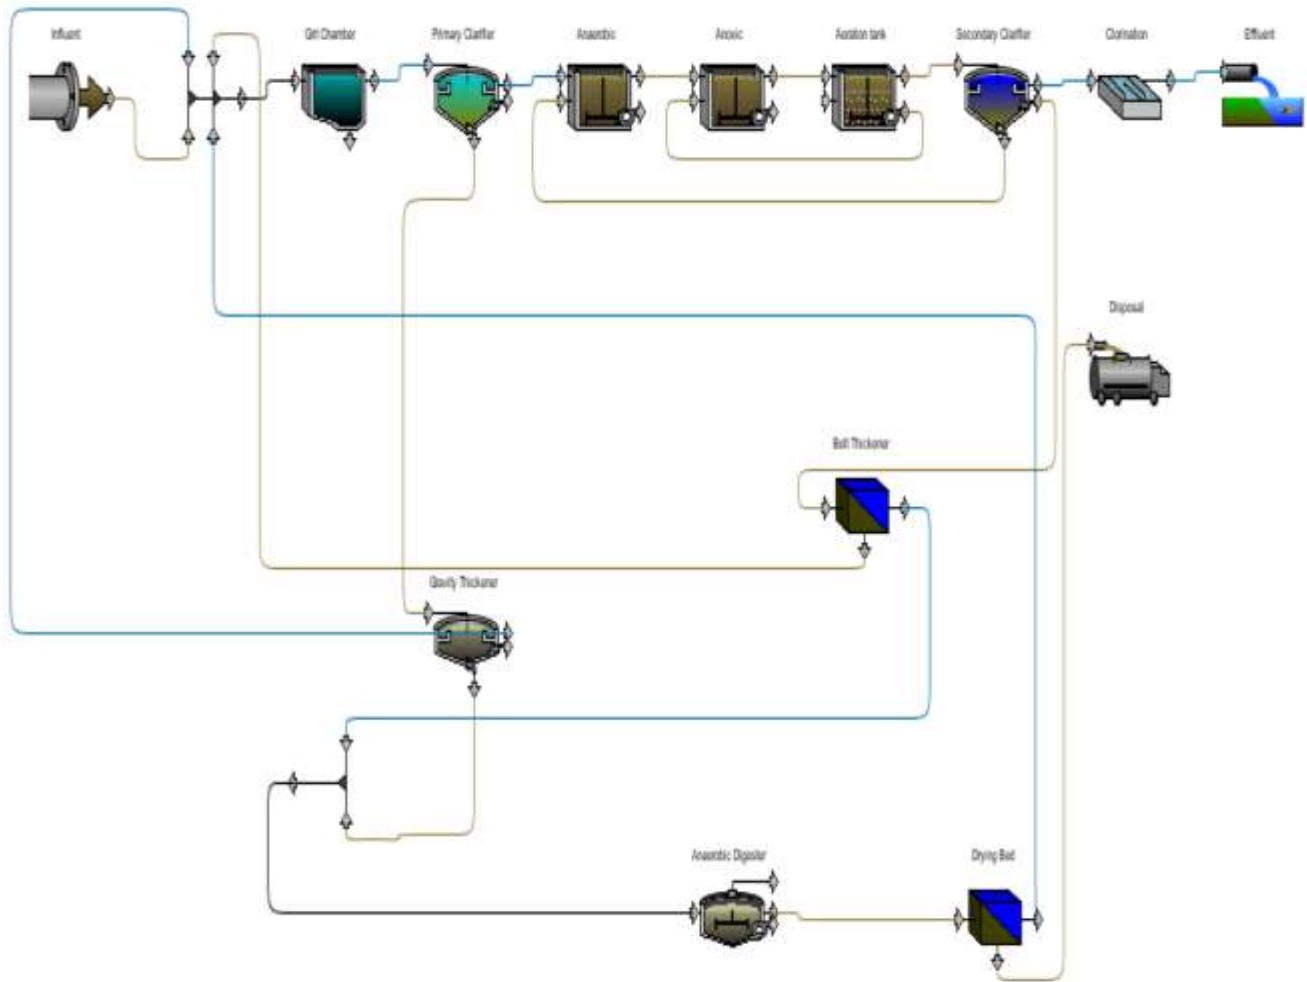 Influent
Grit Chamber
Primary Clarifier
Anaerobic
Anoxic
Aeration tank
Secondary Clarifier
Clorination
Effluent
Disposal
Belt Thickener
Gravity Thickener
Anaerobic Digester
Drying Bed